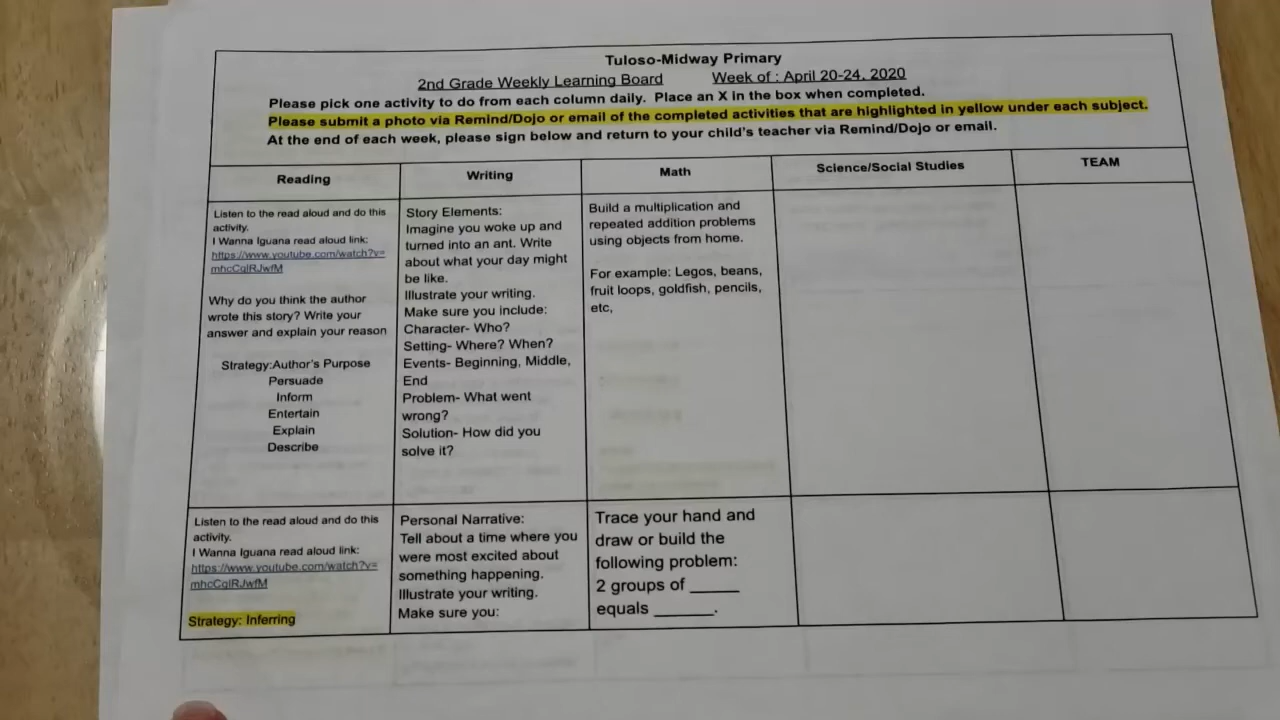 Tuloso-Midway Primary
2nd Grade Weekly Learning Board Week of : April 20-24, 2020
Please pick one activity to do from each column daily. Place an X in the box when completed.
Please submit a photo via Remind/Dojo or email of the completed activities that are highlighted in yellow under each subject.
At the end of each week, please sign below and return to your child's teacher via Remind/Dojo or email.
Reading
Writing
Math
Science/Social Studies
TEAM
Listen to the read aloud and do this
activity.
I Wanna Iguana read aloud link:
https://www.youtube.com/watch?v=
mhcCqlRJwfM
Why do you think the author
wrote this story? Write your
answer and explain your reason
Strategy:Author's Purpose
Persuade
Inform
Entertain
Explain
Describe
Story Elements:
Imagine you woke up and
turned into an ant. Write
about what your day might
be like.
Illustrate your writing.
Make sure you include:
Character- Who?
Setting- Where? When?
Events- Beginning, Middle,
End
Problem- What went
wrong?
Solution- How did you
solve it?
Build a multiplication and
repeated addition problems
using objects from home.
For example: Legos, beans,
fruit loops, goldfish, pencils,
etc,
Listen to the read aloud and do this
activity.
I Wanna Iguana read aloud link:
https://www.youtube.com/watch?v=
mhcCqlRJwfM
Strategy: Inferring
Personal Narrative:
Tell about a time where you
were most excited about
something happening.
Illustrate your writing.
Make sure you:
Trace your hand and
draw or build the
following problem:
2 groups of _____
equals ______.